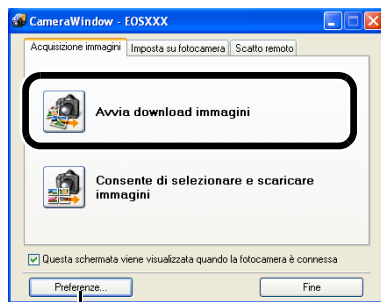 CameraWindow - EOSXXX
Acquisizione immagini Imposta su fotocamera Scatto remoto
Avvia download immagini
Consente di selezionare e scaricare
immagini
Questa schermata viene visualizzata quando la fotocamera è connessa
Preferenze... Fine